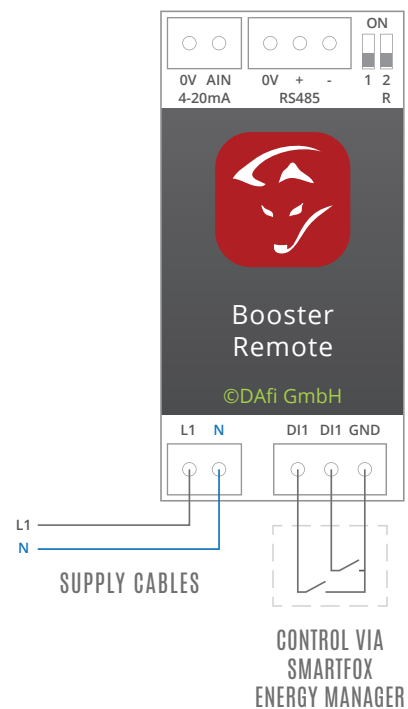 ON
0V AIN 0V + - 1 2
4-20mA RS485 R
Booster
Remote
©DAfi GmbH
L1 N DI1 DI1 GND
L1
N
SUPPLY CABLES
CONTROL VIA
SMARTFOX
ENERGY MANAGER